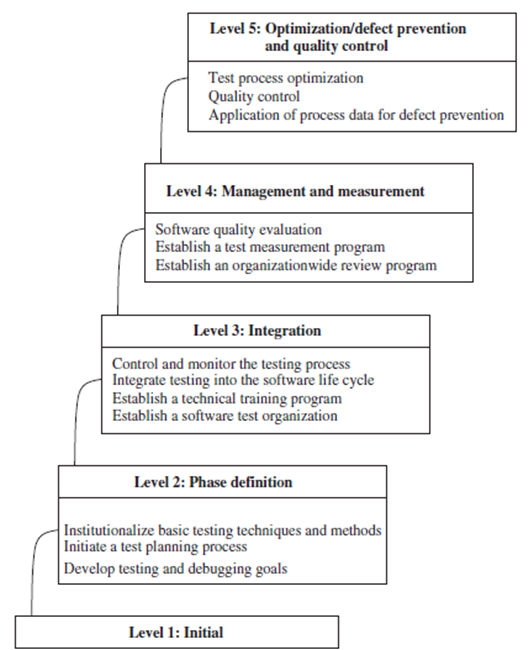 Level 5: Optimization/defect prevention
and quality control
Test process optimization
Quality control
Application of process data for defect prevention
Level 4: Management and measurement
Software quality evaluation
Establish a test measurement program
Establish an organizationwide review program
Level 3: Integration
Control and monitor the testing process
Integrate testing into the software life cycle
Establish a technical training program
Establish a software test organization
Level 2: Phase definition
Institutionalize basic testing techniques and methods
Initiate a test planning process
Develop testing and debugging goals
Level 1: Initial